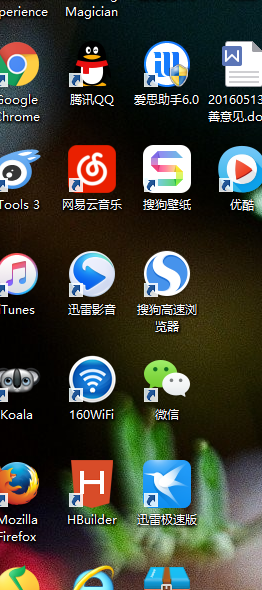 perience
Magician
Google
Chrome
腾讯QQ
爱思助手6.0
20160513
善意见.do
Tools 3
网易云音乐
搜狗壁纸
优酷
iTunes
迅雷影音
搜狗高速浏
览器
Koala
160WiFi
微信
Mozilla
Firefox
HBuilder
迅雷极速版